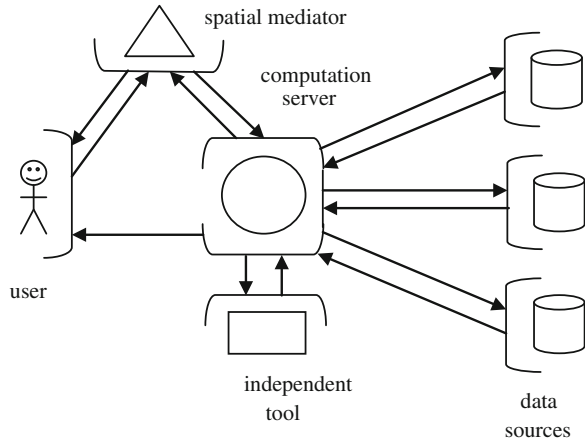 spatial mediator
computation
server
user
independent
tool
data
sources